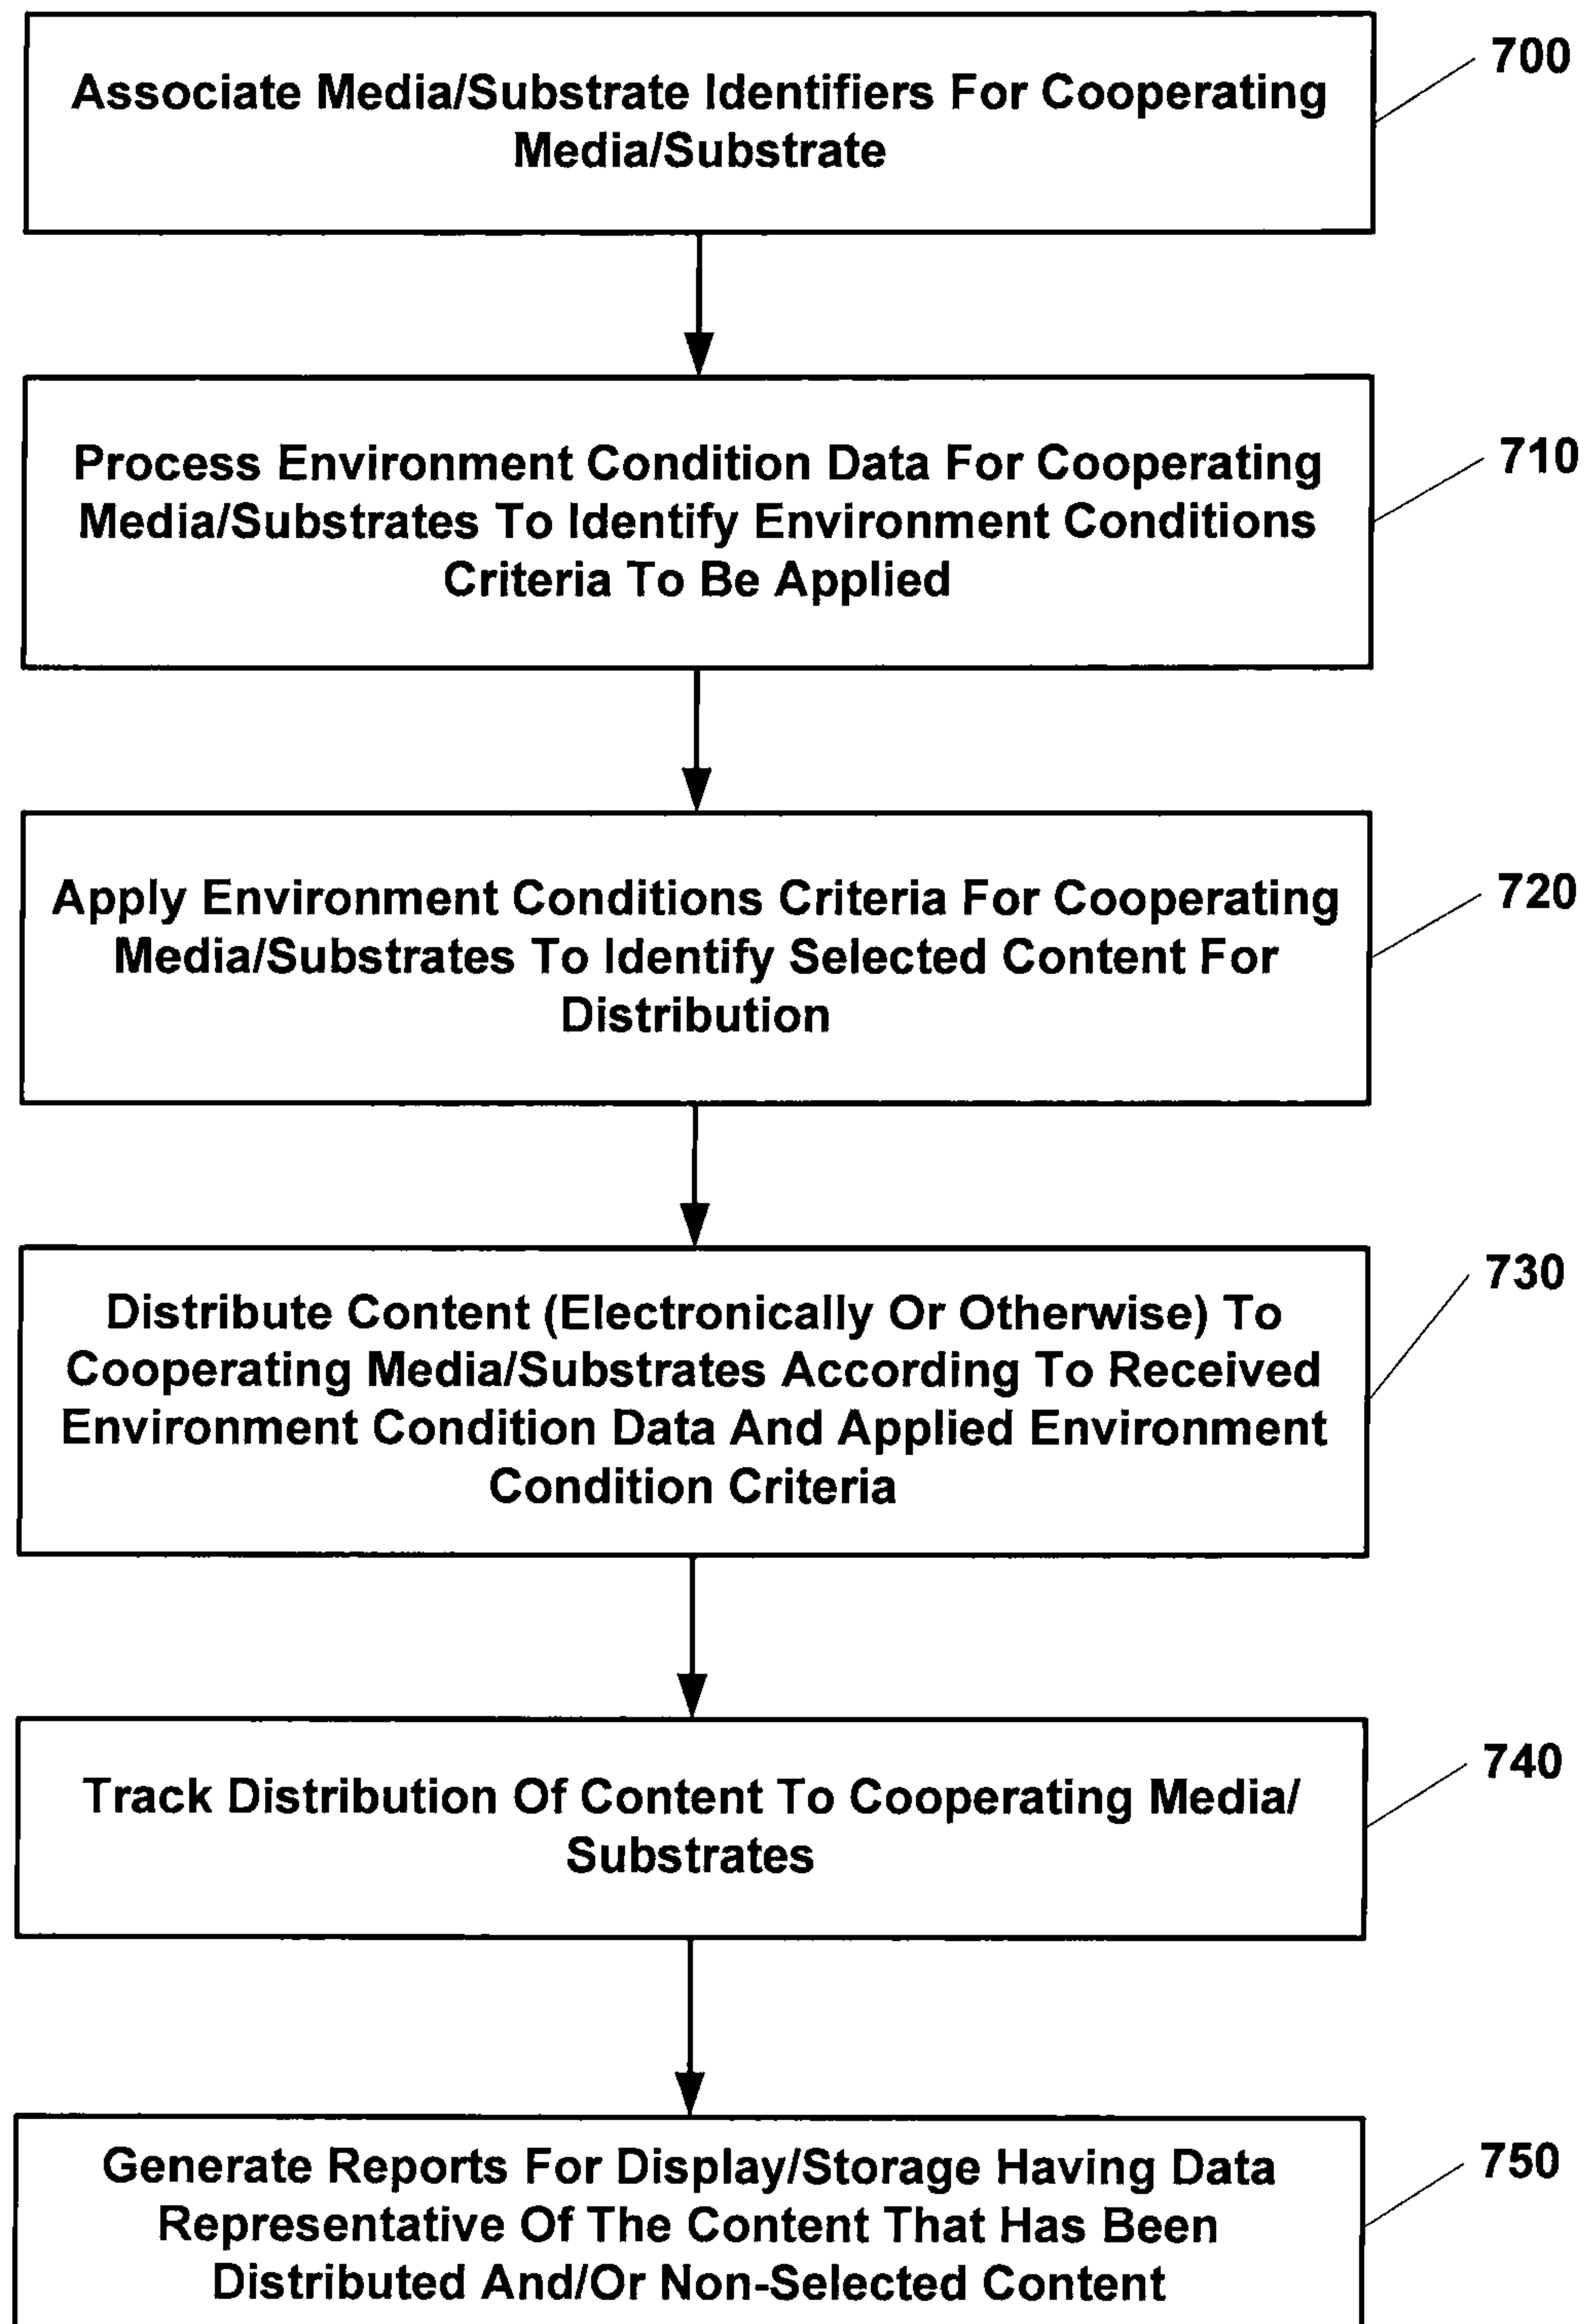 700
Associate Media/Substrate Identifiers For Cooperating
Media/Substrate
710
Process Environment Condition Data For Cooperating
Media/Substrates To Identify Environment Conditions
Criteria To Be Applied
720
Apply Environment Conditions Criteria For Cooperating
Media/Substrates To Identify Selected Content For
Distribution
730
Distribute Content (Electronically Or Otherwise) To
Cooperating Media/Substrates According To Received
Environment Condition Data And Applied Environment
Condition Criteria
740
Track Distribution Of Content To Cooperating Media/
Substrates
750
Generate Reports For Display/Storage Having Data
Representative Of The Content That Has Been
Distributed And/Or Non-Selected Content